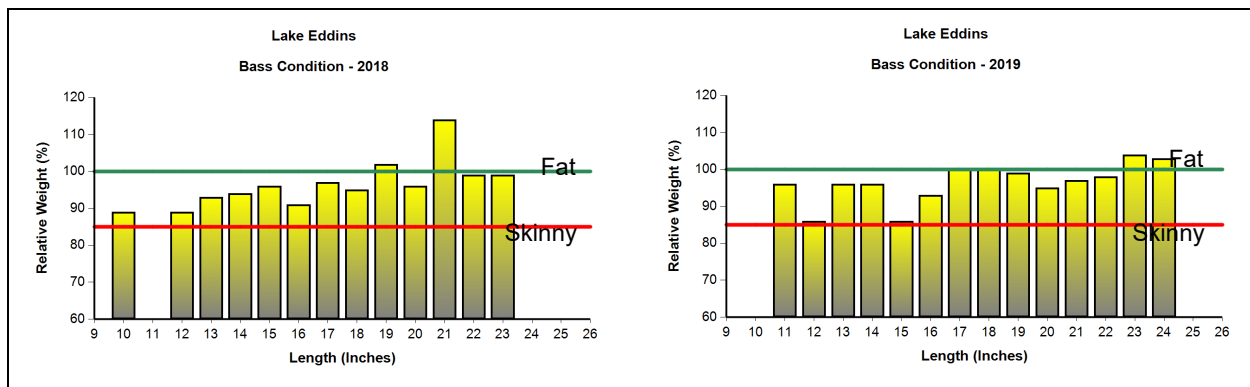 Lake Eddins
Bass Condition - 2018
Relative Weight (%)
120
110
100
90
80
70
60
Fat
Skinny
9 10 11 12 13 14 15 16 17 18 19 20 21 22 23 24 25 26
Length (Inches)
Lake Eddins
Bass Condition - 2019
Relative Weight (%)
120
110
100
90
80
70
60
Fat
Skinny
9 10 11 12 13 14 15 16 17 18 19 20 21 22 23 24 25 26
Length (Inches)